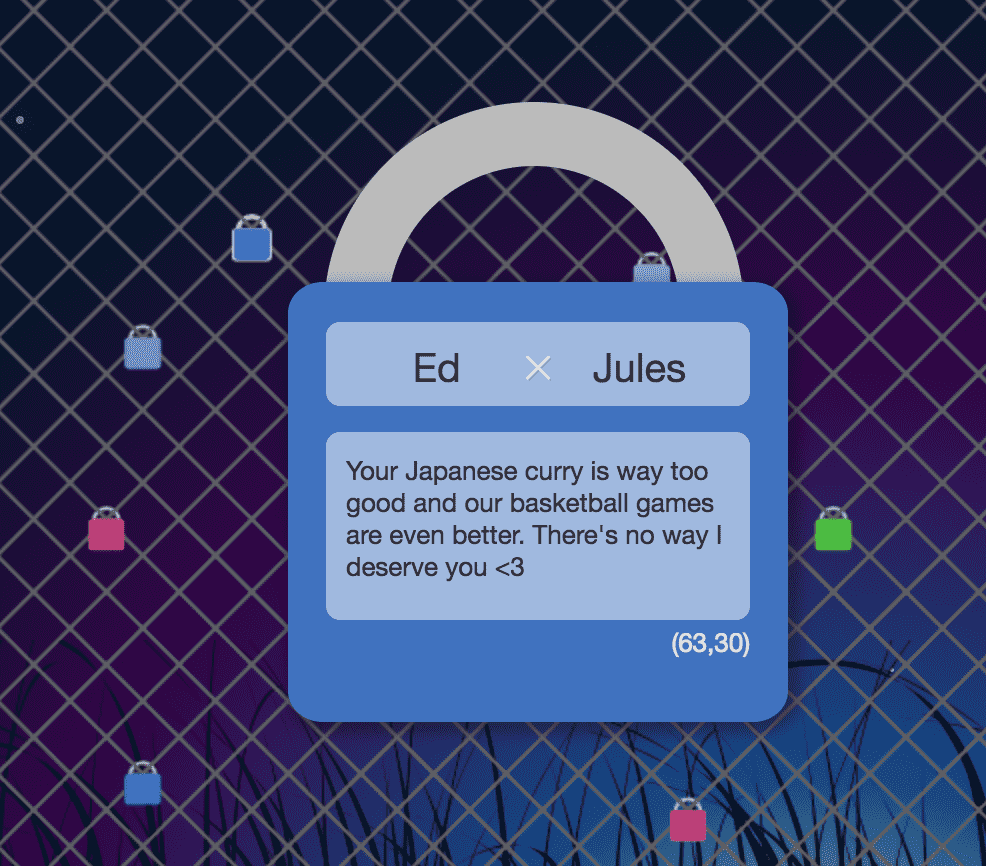 Ed × Jules
Your Japanese curry is way too
good and our basketball games
are even better. There's no way I
deserve you <3
(63,30)